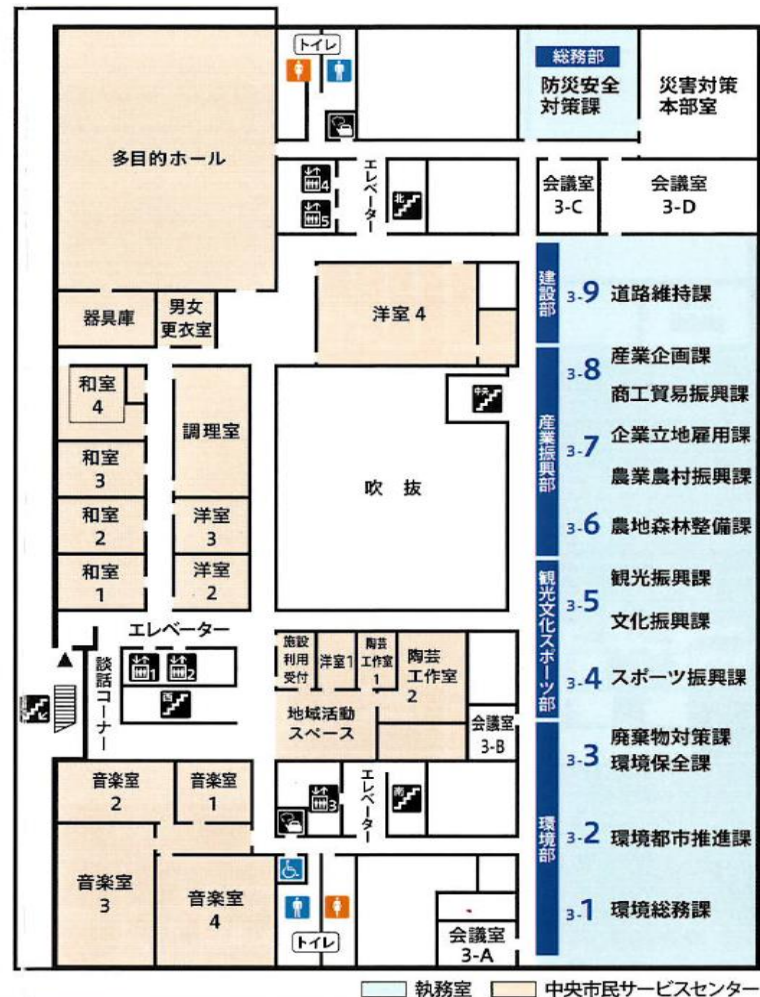 トイレ
総務部
防災安全
対策課
災害対策
本部室
多目的ホール
4
5
エレベーター
北
会議室
3-C
会議室
3-D
器具庫
男女
更衣室
洋室 4
建設部
3-9 道路維持課
和室
4
調理室
中央
産業振興部
3-8 産業企画課
商工貿易振興課
和室
3
吹 抜
3-7 企業立地雇用課
農業農村振興課
和室
2
洋室
3
3-6 農地森林整備課
和室
1
洋室
2
観光文化スポーツ部
3-5 観光振興課
文化振興課
エレベーター
1
2
西
談話コーナー
施設
利用
受付
洋室1
陶芸
工作室
1
陶芸
工作室
2
3-4 スポーツ振興課
地域活動
スペース
会議室
3-B
環境部
3-3 廃棄物対策課
環境保全課
音楽室
2
音楽室
1
3
エレベーター
南
3-2 環境都市推進課
音楽室
3
音楽室
4
トイレ
会議室
3-A
3-1 環境総務課
執務室
中央市民サービスセンター